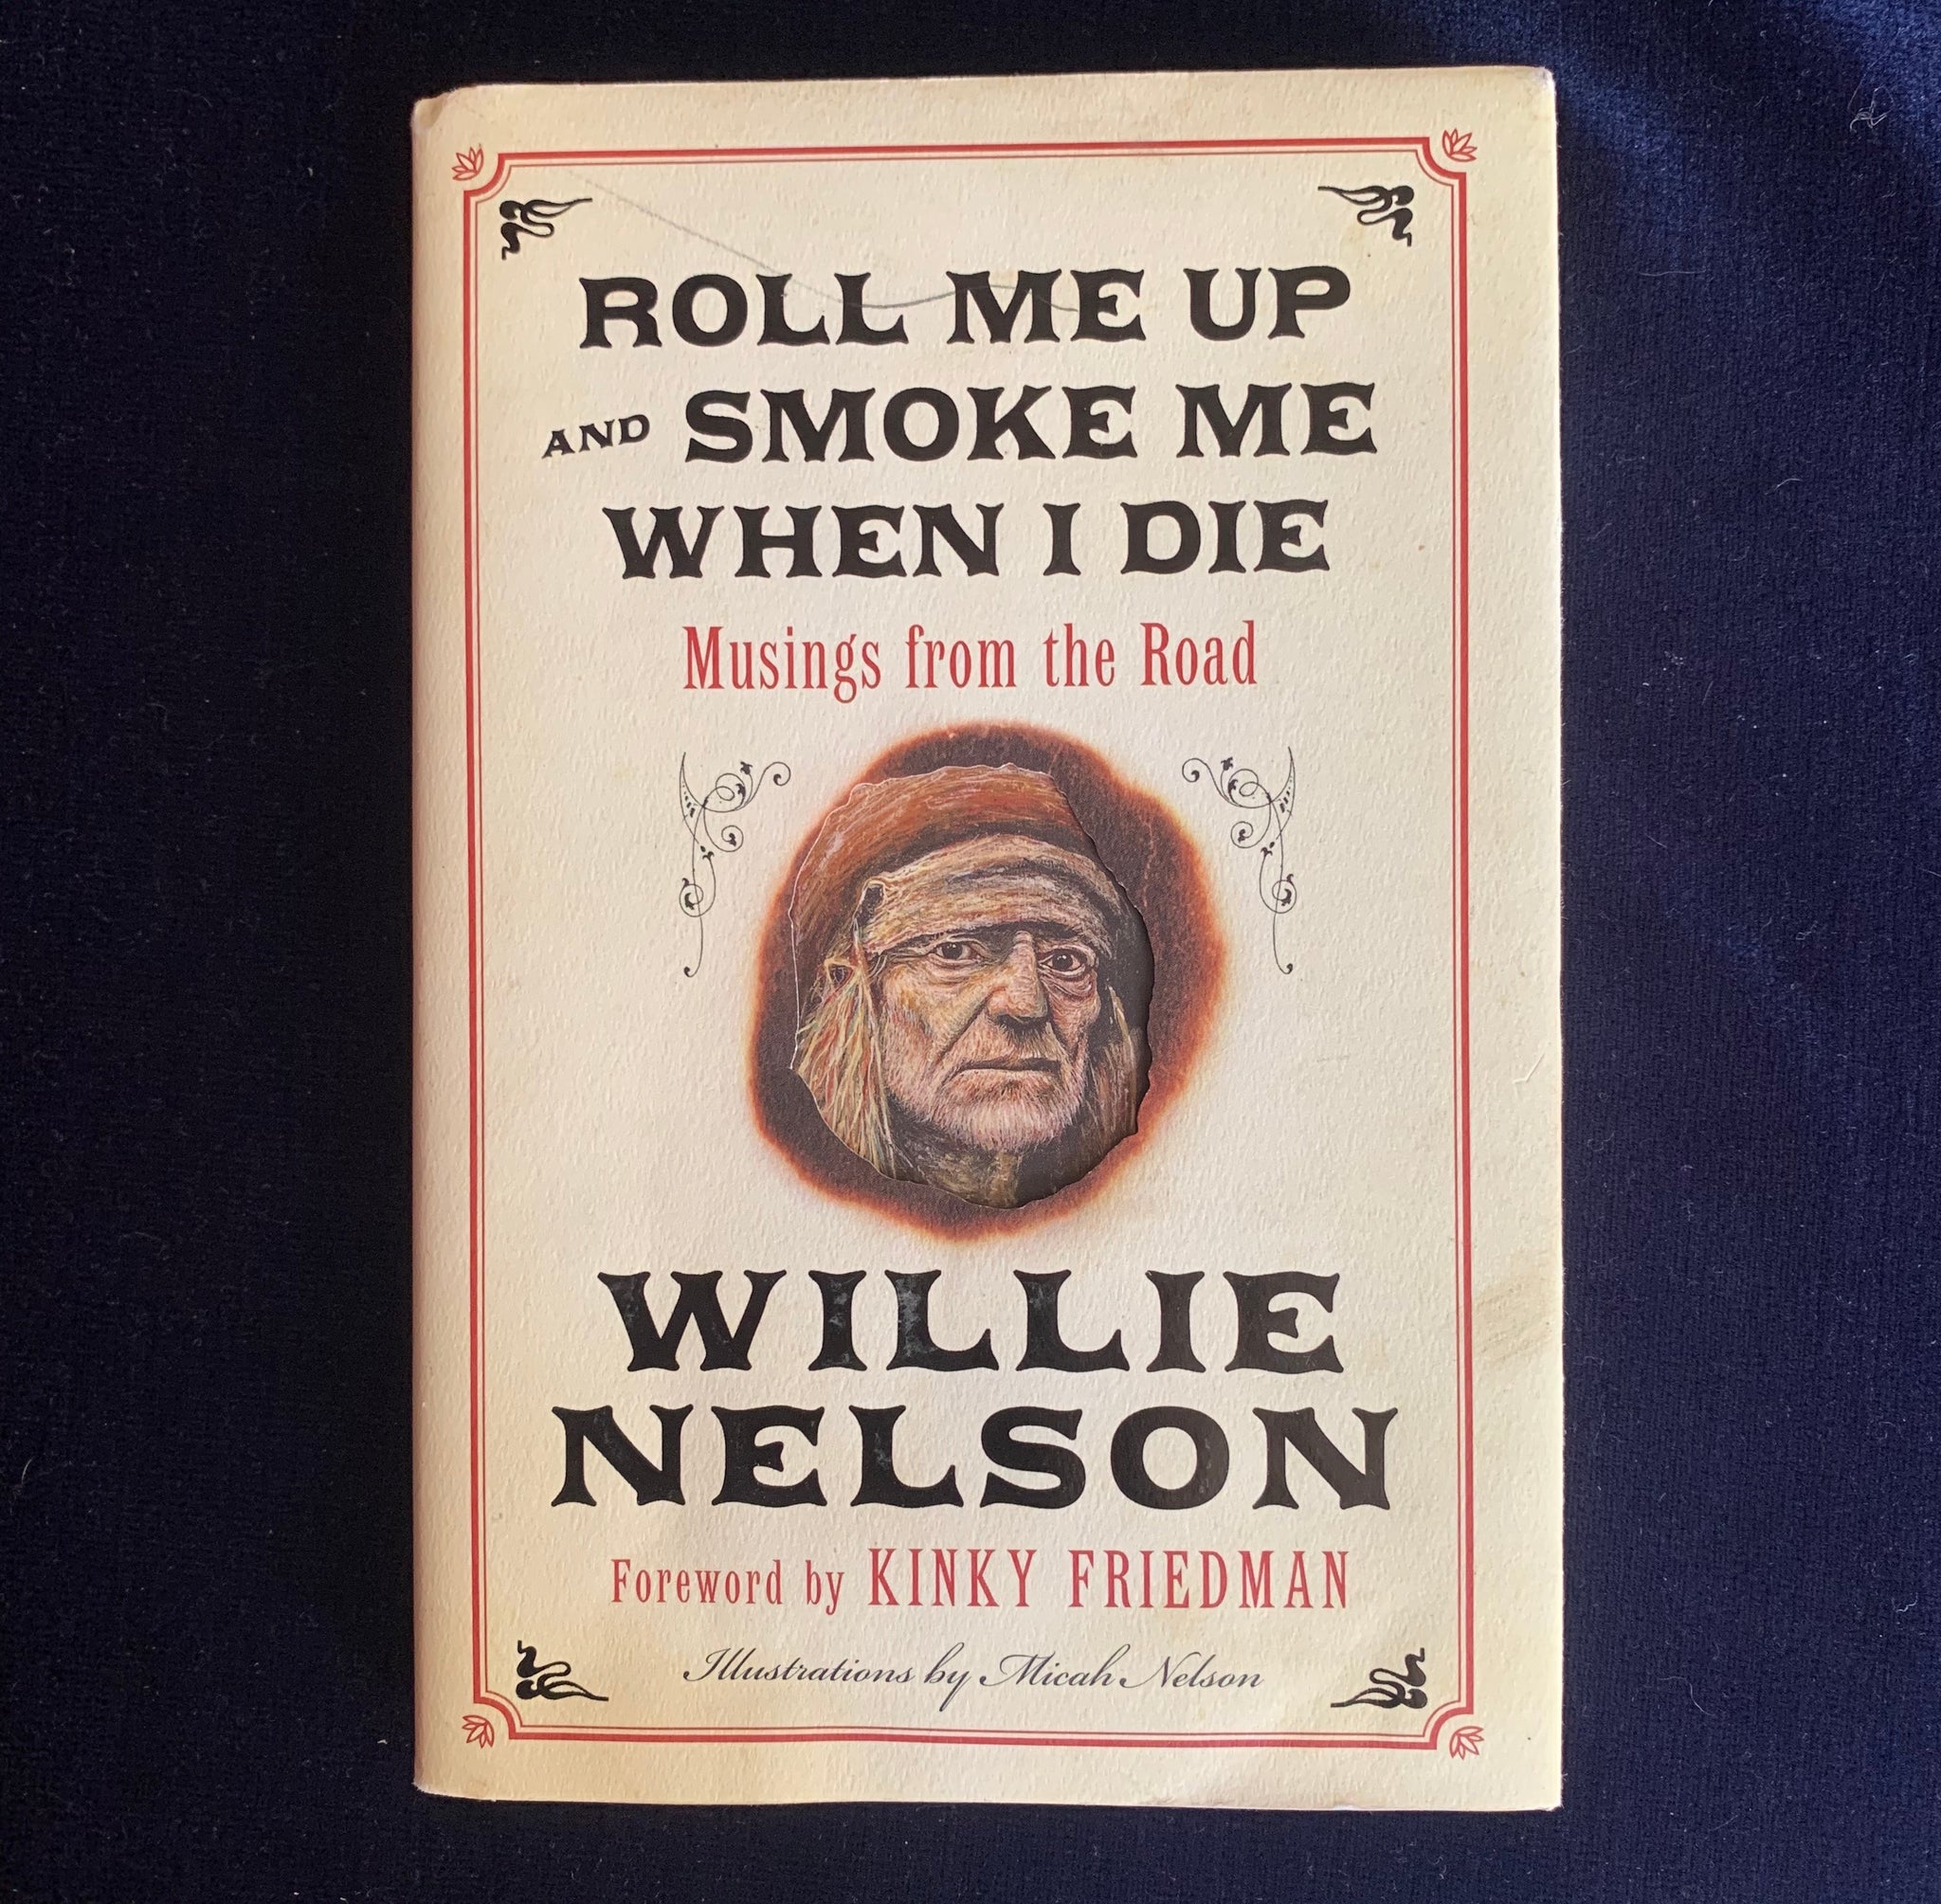 ROLL ME UP
AND SMOKE ME
WHEN I DIE
Musings from the Road
WILLIE
NELSON
Foreword by KINKY FRIEDMAN
Illustrations by Micah Nelson